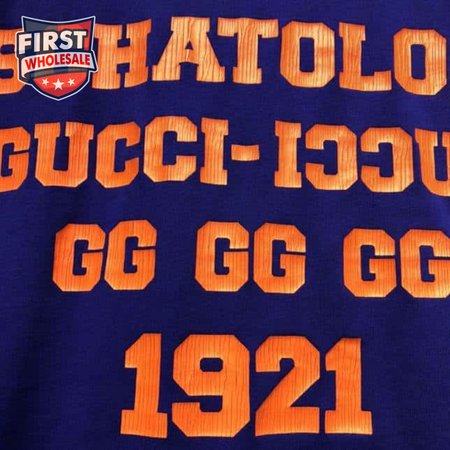 FIRST
WHOLESALE
S HATOLO
GUCCI-IƆƆU
GG GG GG
1921